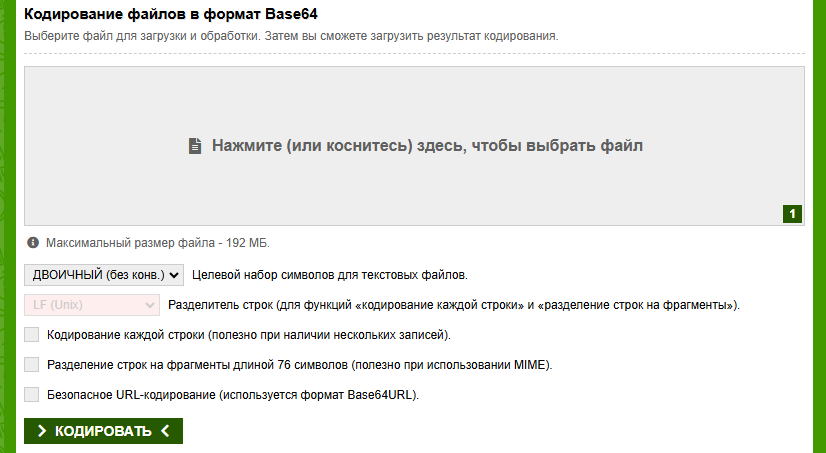 Кодирование файлов в формат Base64
Выберите файл для загрузки и обработки. Затем вы сможете загрузить результат кодирования.
Нажмите (или коснитесь) здесь, чтобы выбрать файл
1
Максимальный размер файла - 192 МБ.
ДВОИЧНЫЙ (без конв.) Целевой набор символов для текстовых файлов.
LF (Unix) Разделитель строк (для функций «кодирование каждой строки» и «разделение строк на фрагменты»).
Кодирование каждой строки (полезно при наличии нескольких записей).
Разделение строк на фрагменты длиной 76 символов (полезно при использовании MIME).
Безопасное URL-кодирование (используется формат Base64URL).
КОДИРОВАТЬ